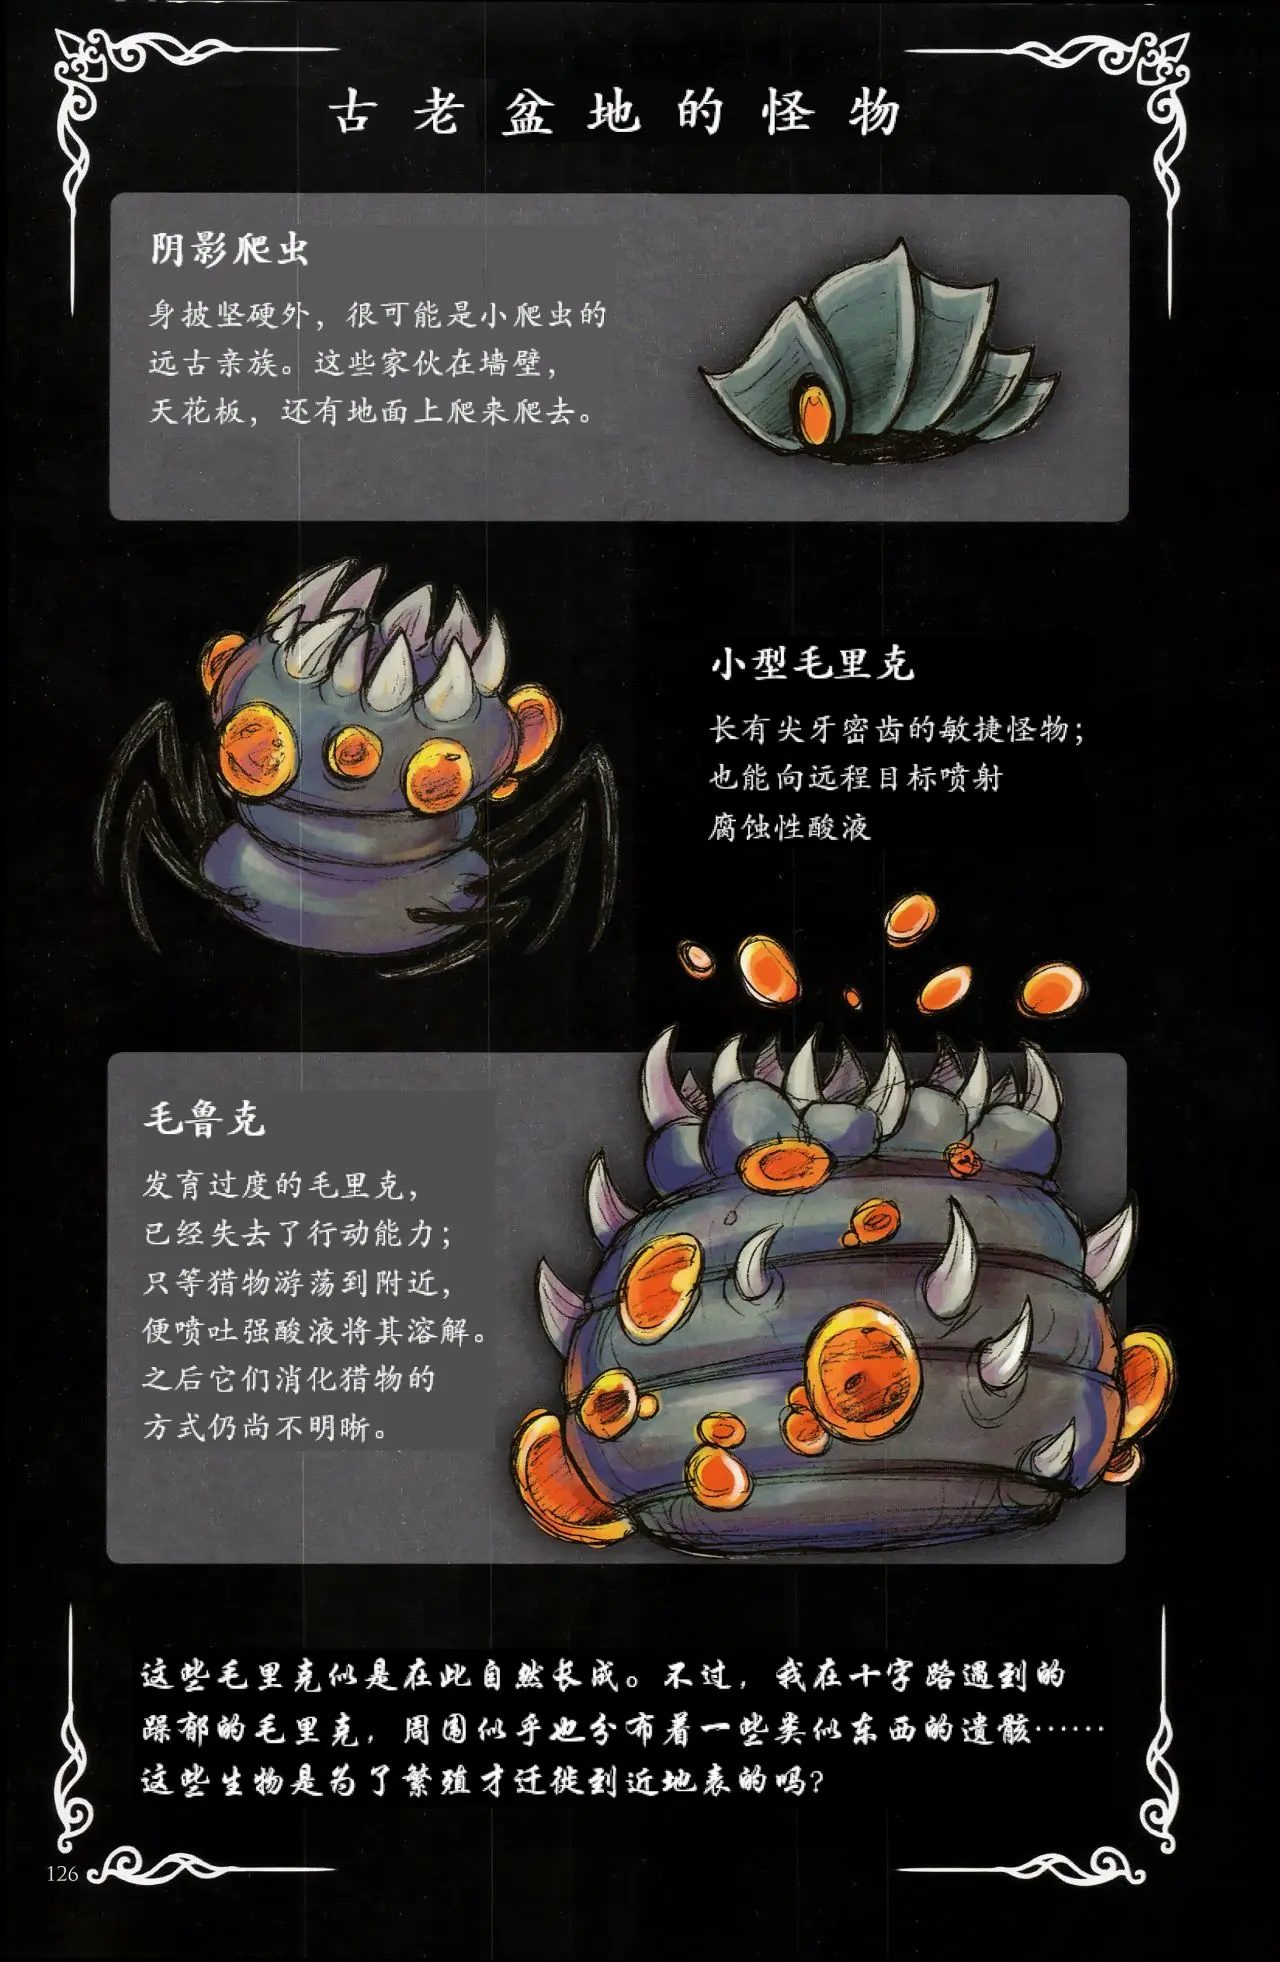 古老盆地的怪物
阴影爬虫
身披坚硬外，很可能是小爬虫的
远古亲族。这些家伙在墙壁，
天花板，还有地面上爬来爬去。
小型毛里克
长有尖牙密齿的敏捷怪物；
也能向远程目标喷射
腐蚀性酸液
毛鲁克
发育过度的毛里克，
已经失去了行动能力；
只等猎物游荡到附近，
便喷吐强酸液将其溶解。
之后它们消化猎物的
方式仍尚不明晰。
这些毛里克似是在此自然长成。不过，我在十字路遇到的
躁郁的毛里克，周围似乎也分布着一些类似东西的遗骸……
这些生物是为了繁殖才迁徙到近地表的吗？
126